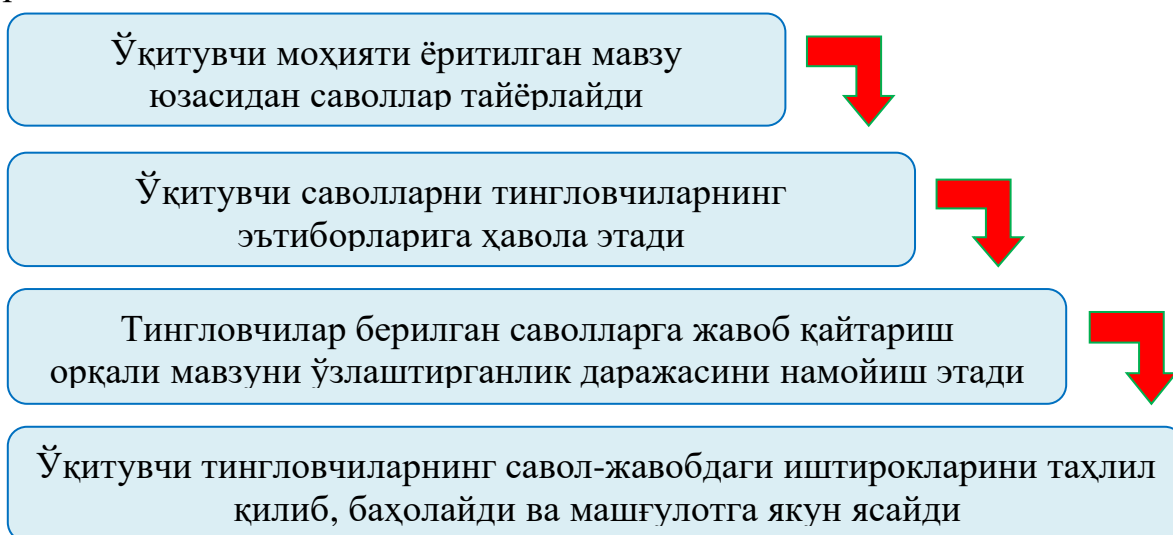 Ўқитувчи моҳияти ёритилган мавзу
юзасидан саволлар тайёрлайди
Ўқитувчи саволларни тингловчиларнинг
эътиборларига ҳавола этади
Тингловчилар берилган саволларга жавоб қайтариш
орқали мавзуни ўзлаштирганлик даражасини намойиш этади
Ўқитувчи тингловчиларнинг савол-жавобдаги иштирокларини таҳлил
қилиб, баҳолайди ва машғулотга якун ясайди